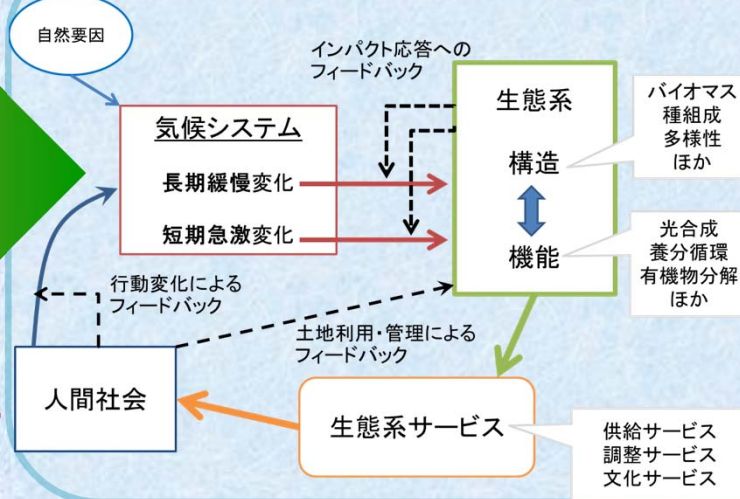 自然要因
インパクト応答への
フィードバック
気候システム
長期緩慢変化
短期急激変化
生態系
構造
機能
バイオマス
種組成
多様性
ほか
光合成
養分循環
有機物分解
ほか
行動変化による
フィードバック
土地利用・管理による
フィードバック
人間社会
生態系サービス
供給サービス
調整サービス
文化サービス